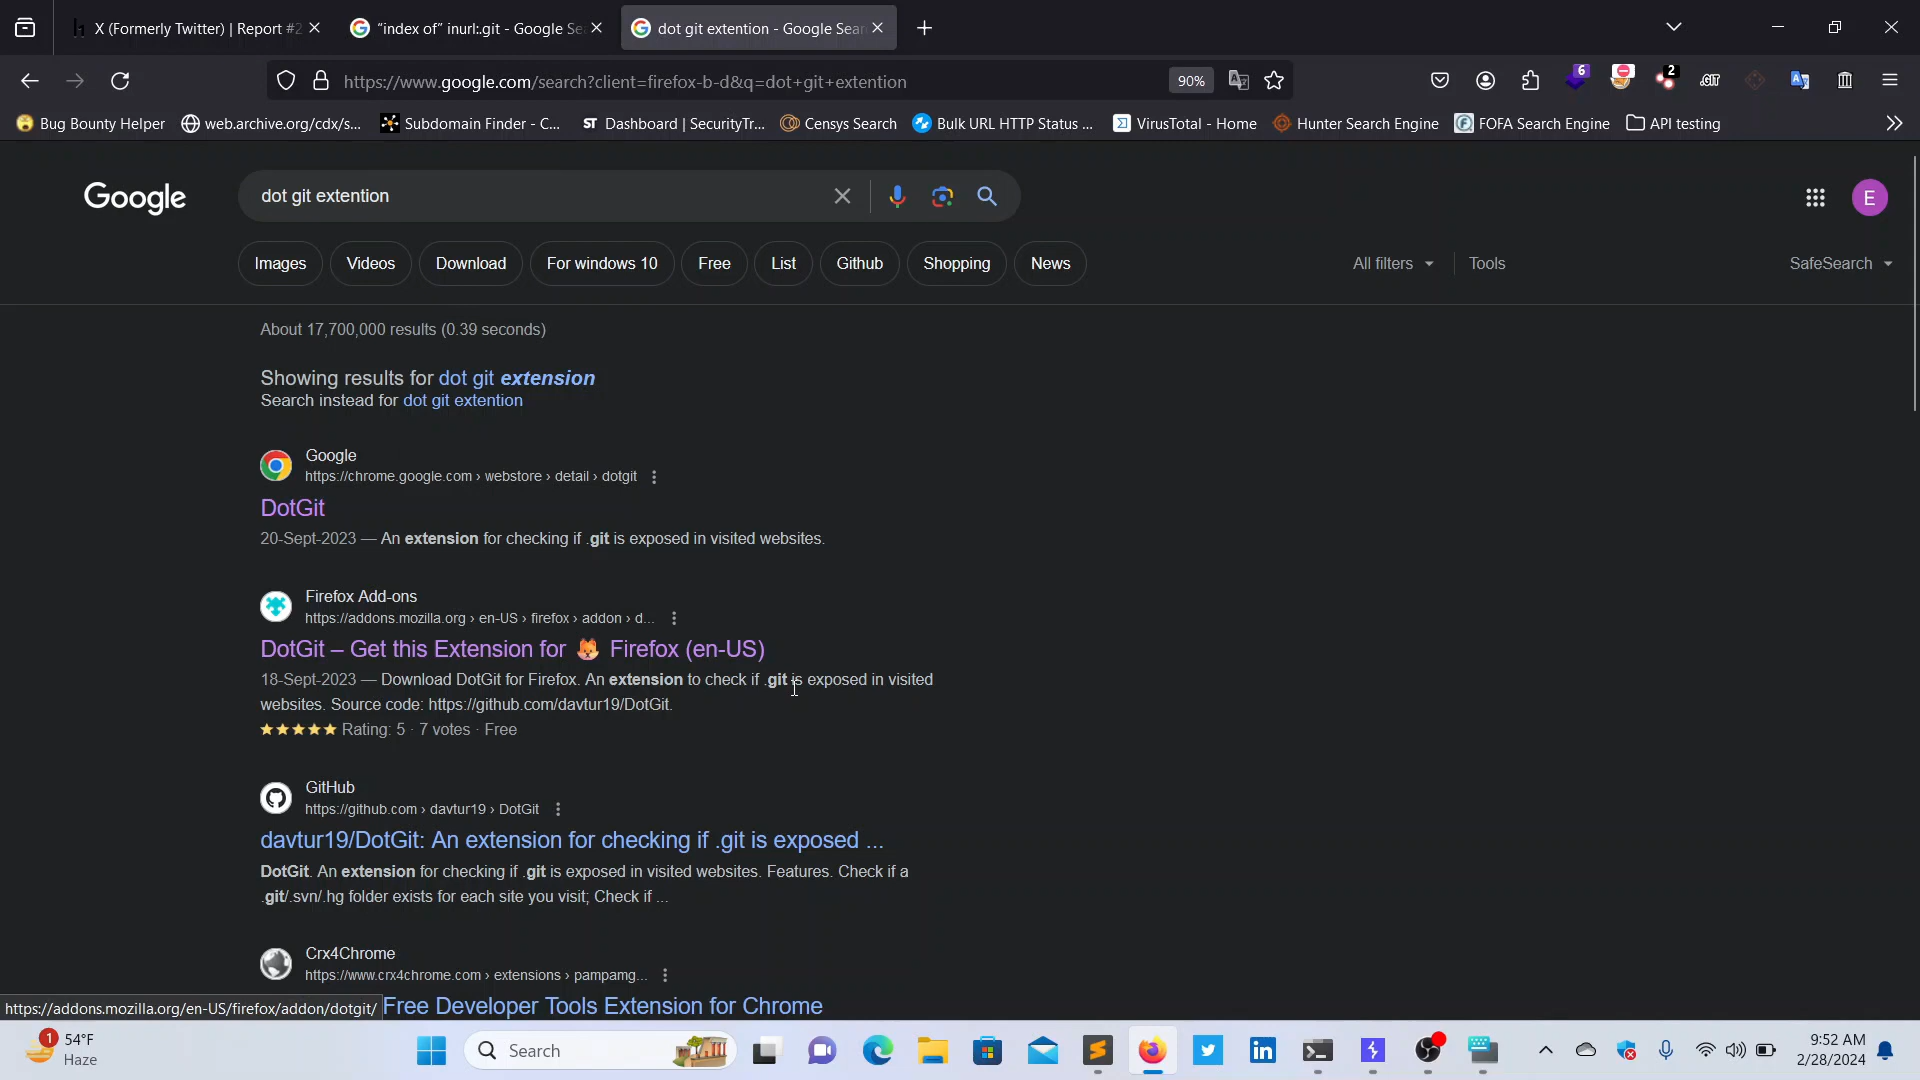 X (Formerly Twitter) | Report #2
“index of” inurl:.git - Google Se
dot git extention - Google Sear
https://www.google.com/search?client=firefox-b-d&q=dot+git+extention
90%
6
2
.GIT
Bug Bounty Helper
web.archive.org/cdx/s...
Subdomain Finder - C...
ST Dashboard | SecurityTr...
Censys Search
Bulk URL HTTP Status ...
VirusTotal - Home
Hunter Search Engine
FOFA Search Engine
API testing
Google
dot git extention
E
Images
Videos
Download
For windows 10
Free
List
Github
Shopping
News
All filters
Tools
SafeSearch
About 17,700,000 results (0.39 seconds)
Showing results for dot git extension
Search instead for dot git extention
Google
https://chrome.google.com › webstore › detail › dotgit
DotGit
20-Sept-2023 — An extension for checking if .git is exposed in visited websites.
Firefox Add-ons
https://addons.mozilla.org › en-US › firefox › addon › d...
DotGit – Get this Extension for 🦊 Firefox (en-US)
18-Sept-2023 — Download DotGit for Firefox. An extension to check if .git is exposed in visited
websites. Source code: https://github.com/davtur19/DotGit.
Rating: 5 · 7 votes · Free
GitHub
https://github.com › davtur19 › DotGit
davtur19/DotGit: An extension for checking if .git is exposed ...
DotGit. An extension for checking if .git is exposed in visited websites. Features. Check if a
.git/.svn/.hg folder exists for each site you visit; Check if ...
Crx4Chrome
https://www.crx4chrome.com › extensions › pampamg...
Free Developer Tools Extension for Chrome
https://addons.mozilla.org/en-US/firefox/addon/dotgit/
1
54°F
Haze
Search
9:52 AM
2/28/2024